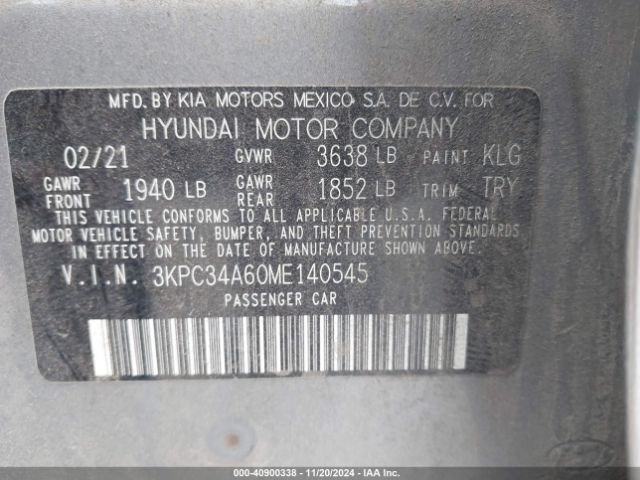 MFD. BY KIA MOTORS MEXICO S.A. DE C.V. FOR
HYUNDAI MOTOR COMPANY
02/21 GVWR 3638 LB PAINT KLG
GAWR FRONT 1940 LB GAWR REAR 1852 LB TRIM TRY
THIS VEHICLE CONFORMS TO ALL APPLICABLE U.S.A. FEDERAL
MOTOR VEHICLE SAFETY, BUMPER, AND THEFT PREVENTION STANDARDS
IN EFFECT ON THE DATE OF MANUFACTURE SHOWN ABOVE.
V.I.N. 3KPC34A60ME140545
PASSENGER CAR
000-40900338 - 11/20/2024 - IAA Inc.